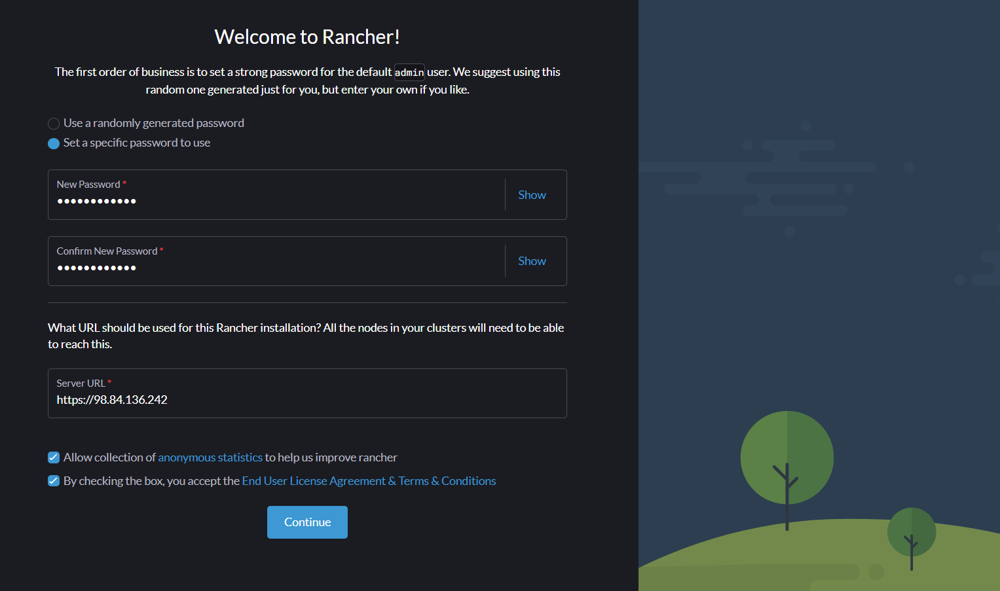 Welcome to Rancher!
The first order of business is to set a strong password for the default admin user. We suggest using this
random one generated just for you, but enter your own if you like.
Use a randomly generated password
Set a specific password to use
New Password *
●●●●●●●●●●●●
Show
Confirm New Password *
●●●●●●●●●●●●
Show
What URL should be used for this Rancher installation? All the nodes in your clusters will need to be able
to reach this.
Server URL *
https://98.84.136.242
Allow collection of anonymous statistics to help us improve rancher
By checking the box, you accept the End User License Agreement & Terms & Conditions
Continue